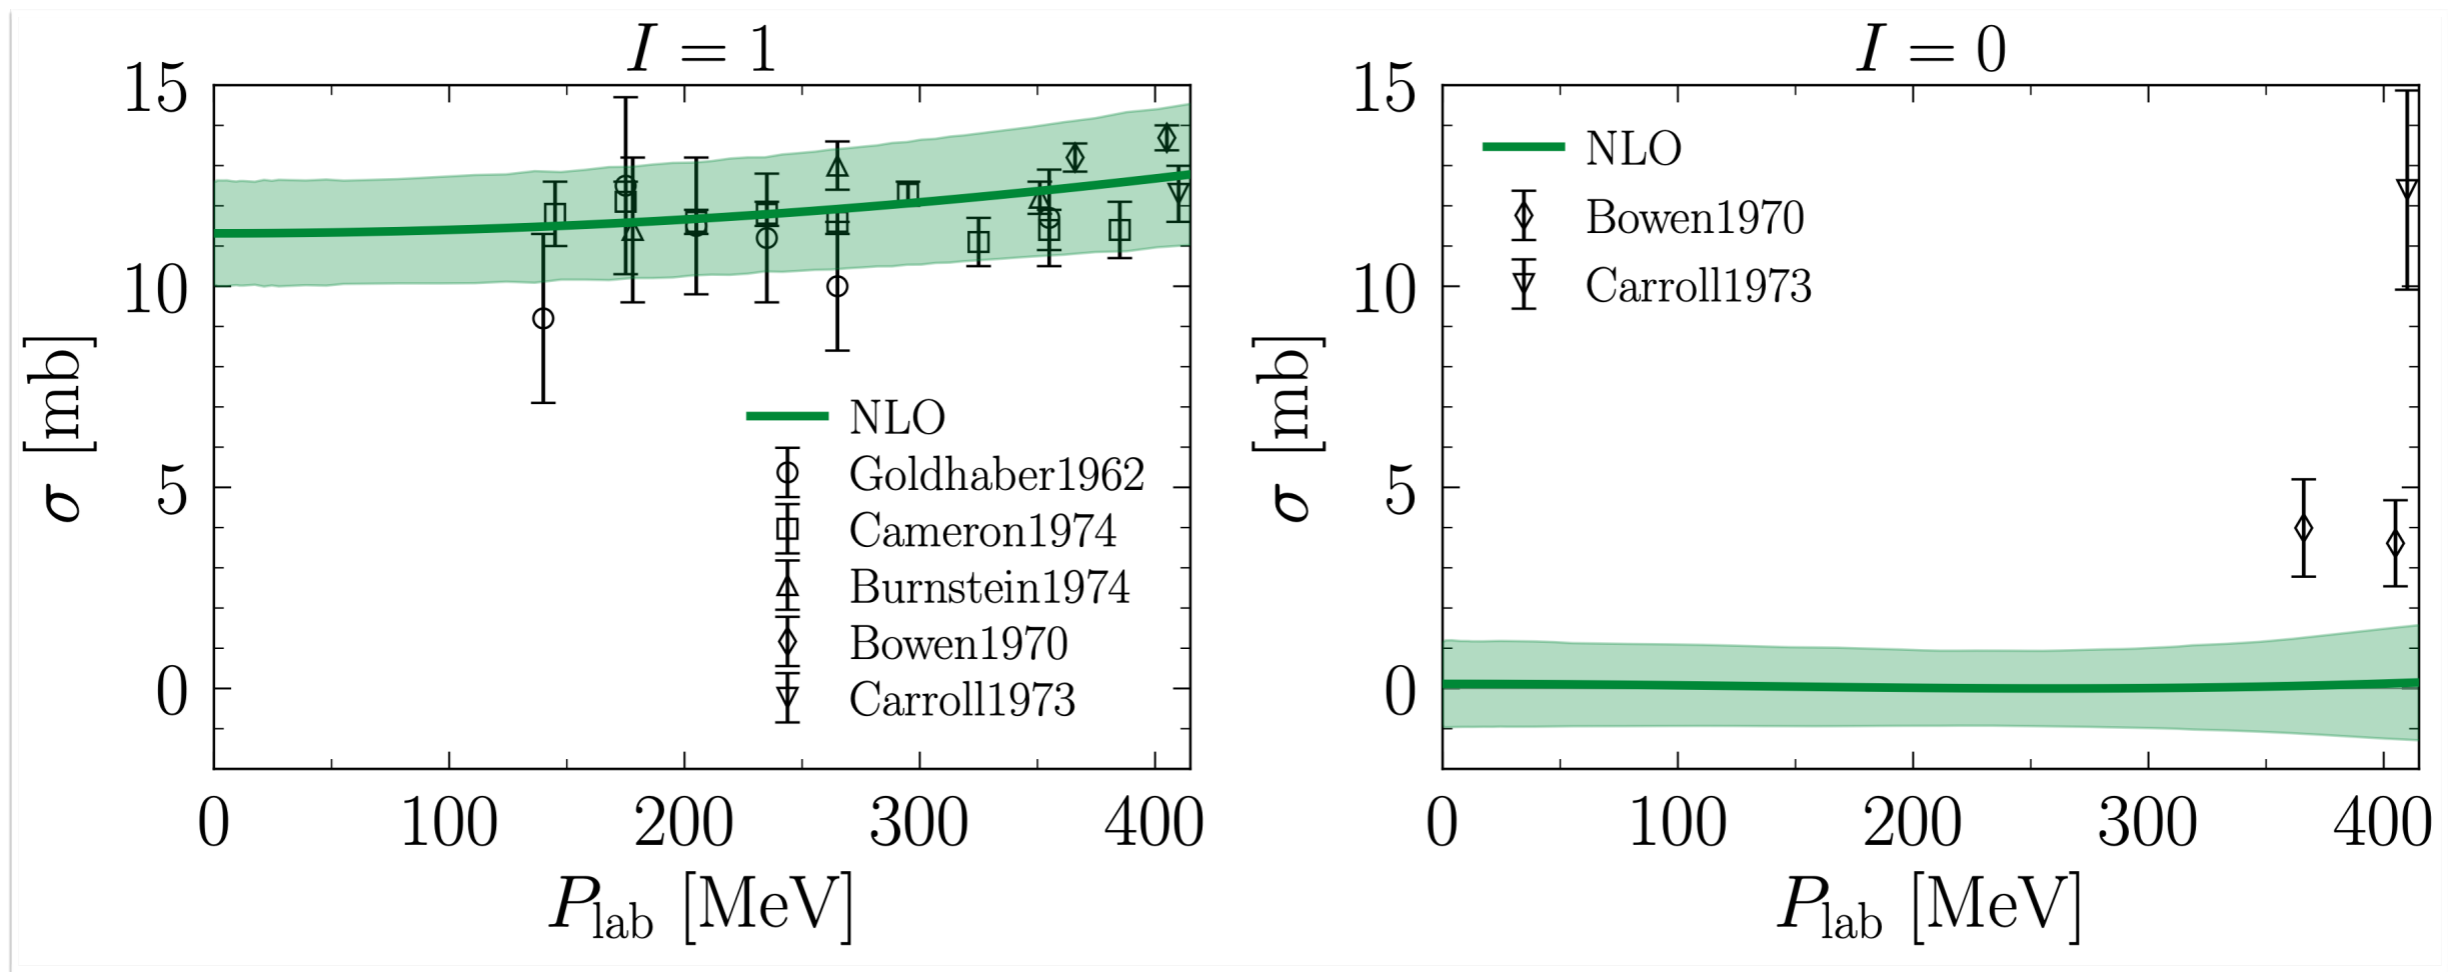 I = 1
15
10
5
0
σ [mb]
NLO
Goldhaber1962
Cameron1974
Burnstein1974
Bowen1970
Carroll1973
0 100 200 300 400
P_lab [MeV]
I = 0
15
10
5
0
σ [mb]
NLO
Bowen1970
Carroll1973
0 100 200 300 400
P_lab [MeV]